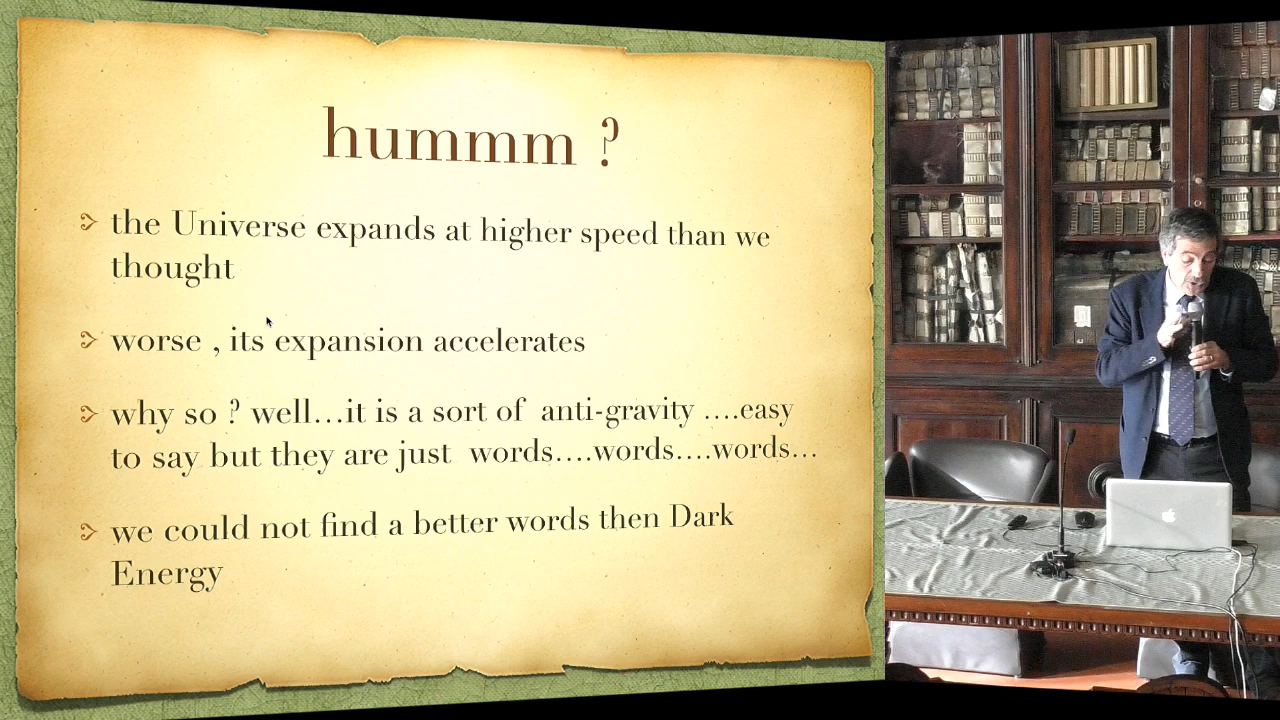 hummm ?
the Universe expands at higher speed than we
thought
worse , its expansion accelerates
why so ? well...it is a sort of anti-gravity ....easy
to say but they are just words....words....words...
we could not find a better words then Dark
Energy